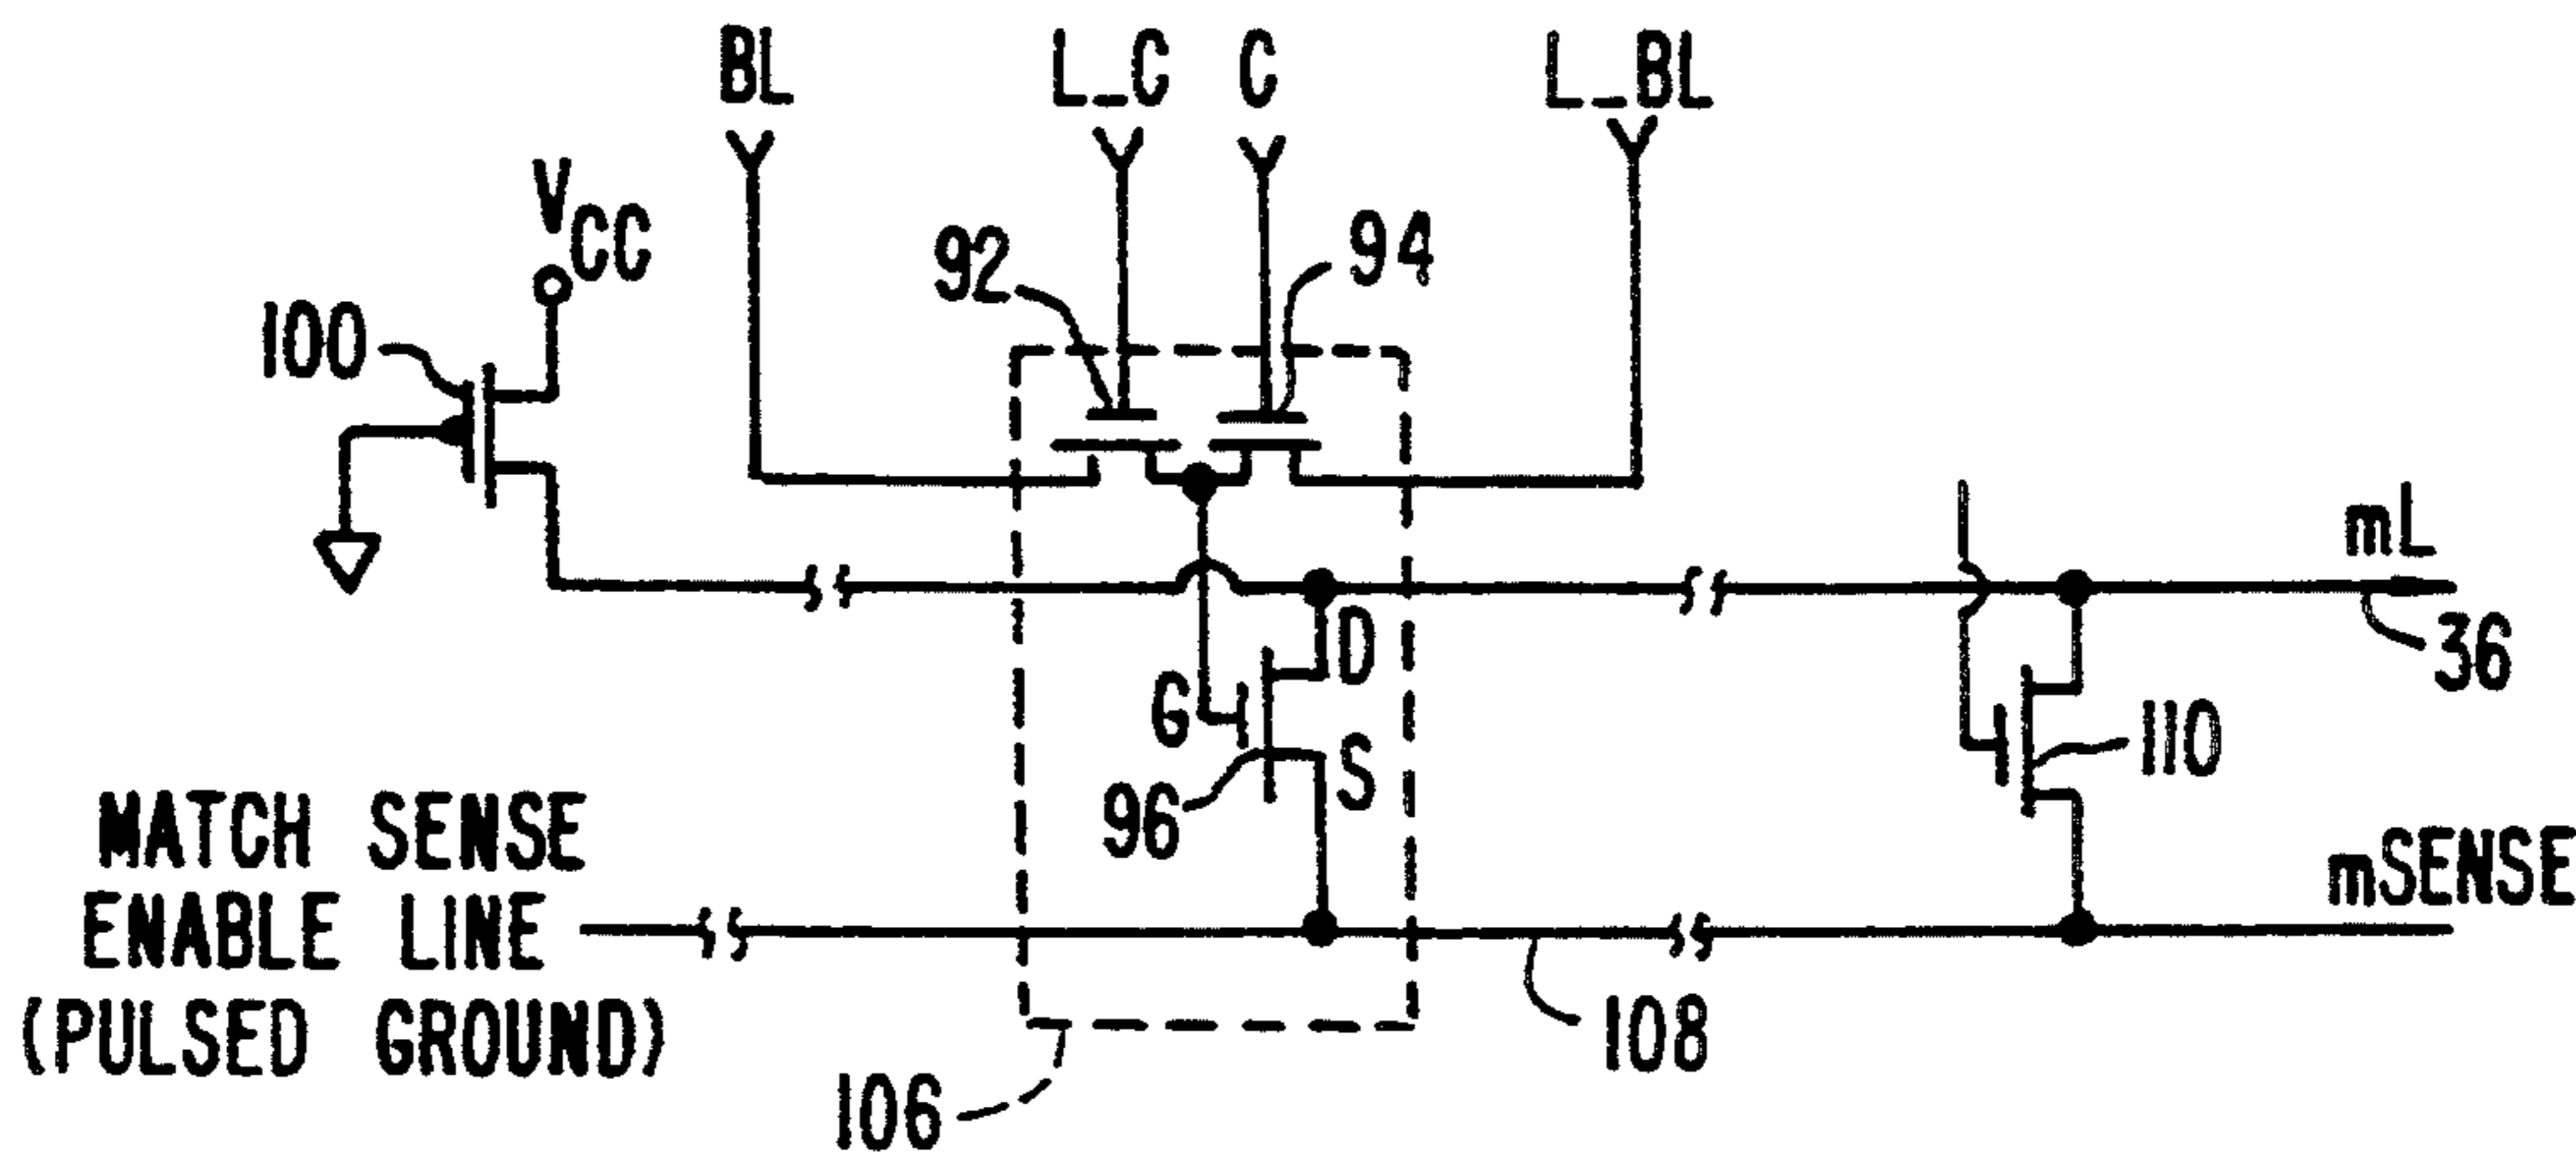 BL
L_C
C
L_BL
VCC
92
94
100
mL
D
36
G
110
S
96
MATCH SENSE
ENABLE LINE
(PULSED GROUND)
mSENSE
108
106